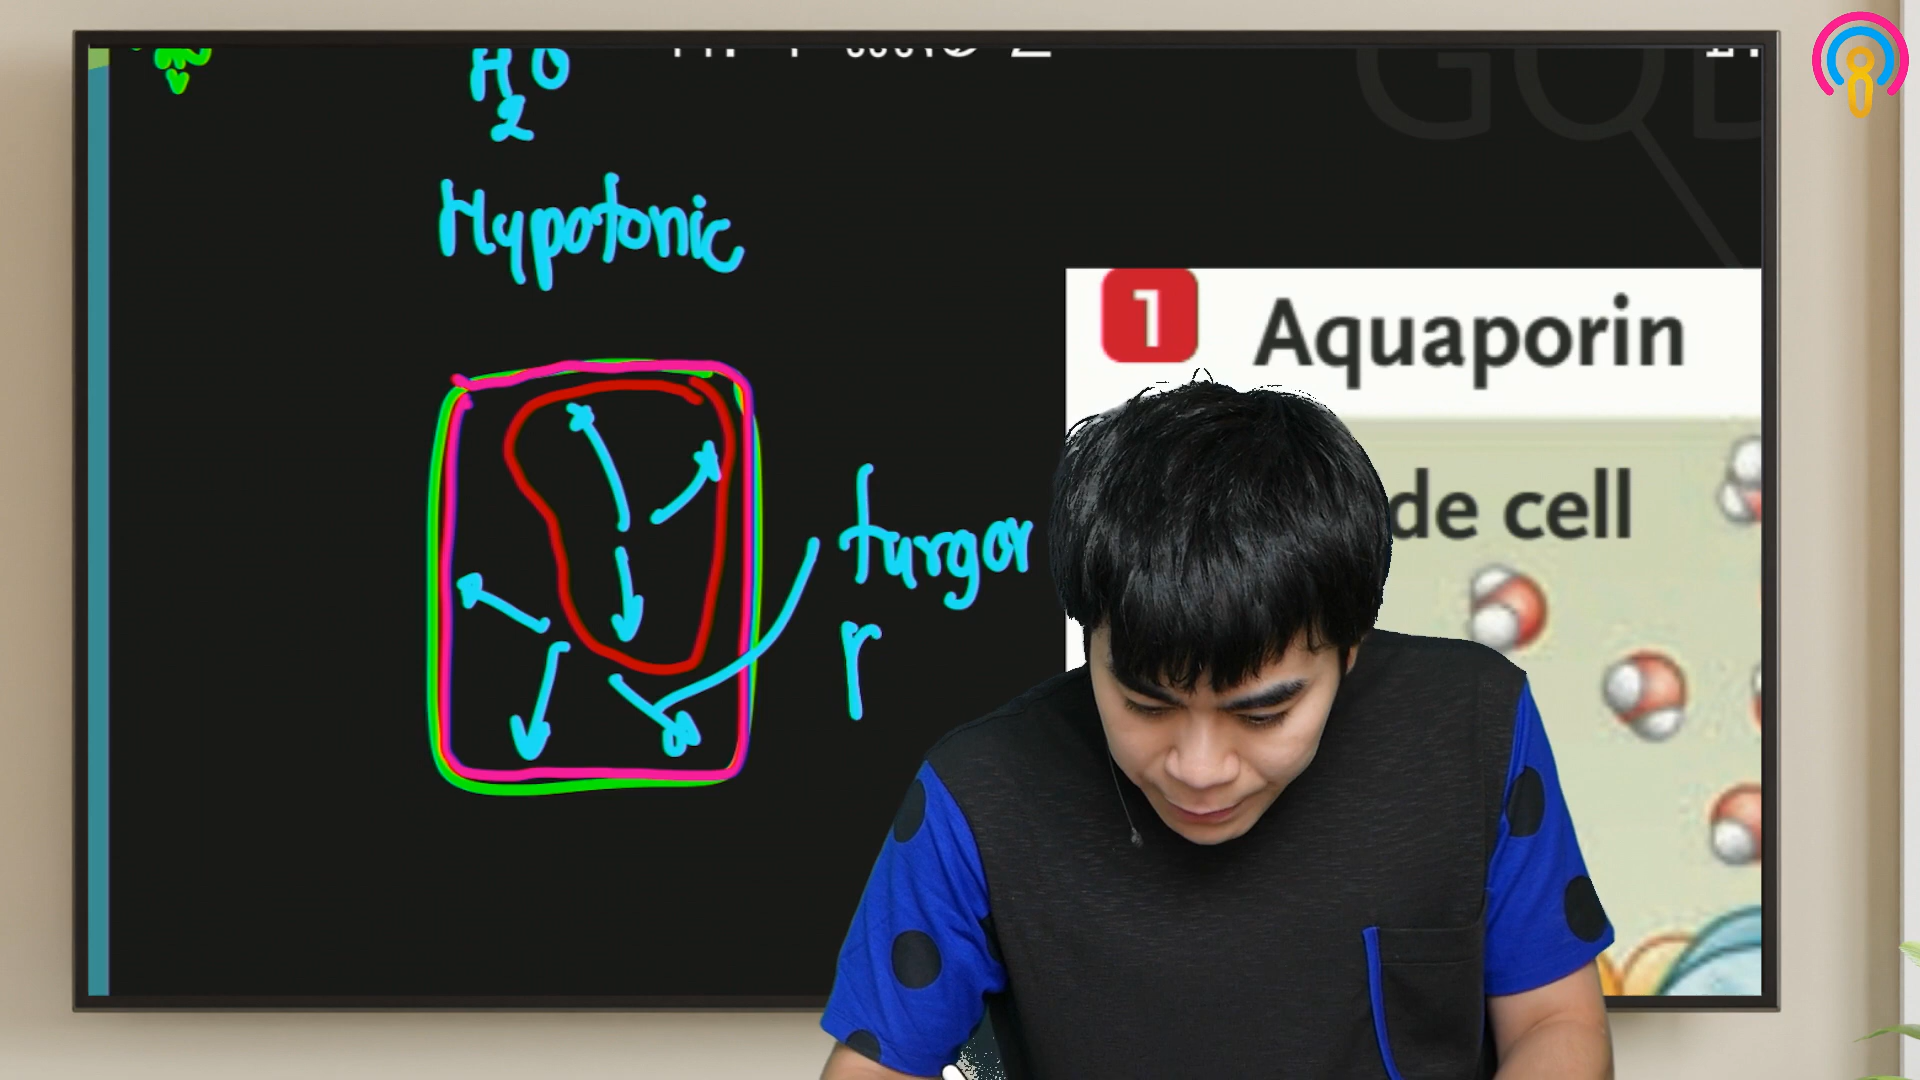 H2O
Hypotonic
turgor
r
1 Aquaporin
de cell